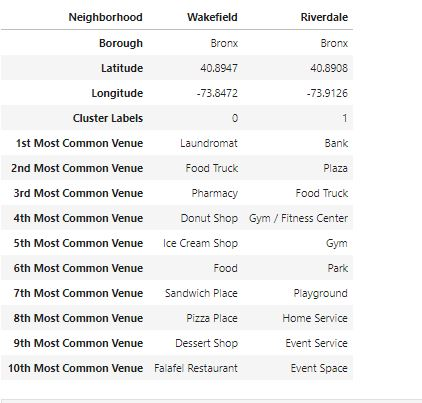 Neighborhood Wakefield Riverdale
Borough Bronx Bronx
Latitude 40.8947 40.8908
Longitude -73.8472 -73.9126
Cluster Labels 0 1
1st Most Common Venue Laundromat Bank
2nd Most Common Venue Food Truck Plaza
3rd Most Common Venue Pharmacy Food Truck
4th Most Common Venue Donut Shop Gym / Fitness Center
5th Most Common Venue Ice Cream Shop Gym
6th Most Common Venue Food Park
7th Most Common Venue Sandwich Place Playground
8th Most Common Venue Pizza Place Home Service
9th Most Common Venue Dessert Shop Event Service
10th Most Common Venue Falafel Restaurant Event Space